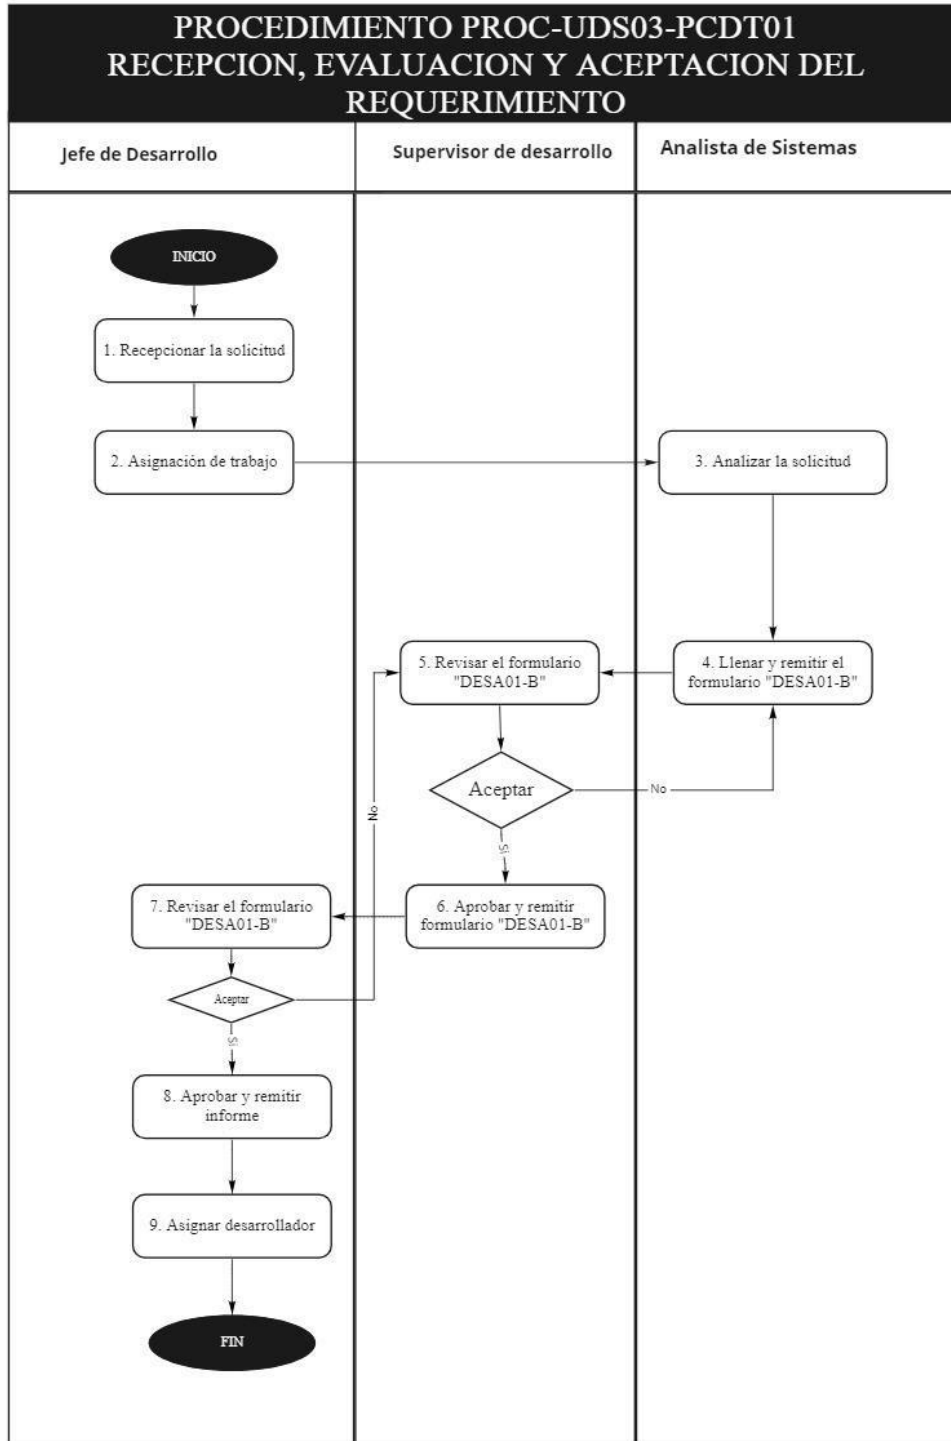 PROCEDIMIENTO PROC-UDS03-PCDT01
RECEPCION, EVALUACION Y ACEPTACION DEL
REQUERIMIENTO
Jefe de Desarrollo
Supervisor de desarrollo
Analista de Sistemas
INICIO
1. Recepcionar la solicitud
2. Asignación de trabajo
3. Analizar la solicitud
5. Revisar el formulario
"DESA01-B"
4. Llenar y remitir el
formulario "DESA01-B"
Aceptar
No
No
Si
7. Revisar el formulario
"DESA01-B"
6. Aprobar y remitir
formulario "DESA01-B"
Aceptar
Si
8. Aprobar y remitir
informe
9. Asignar desarrollador
FIN